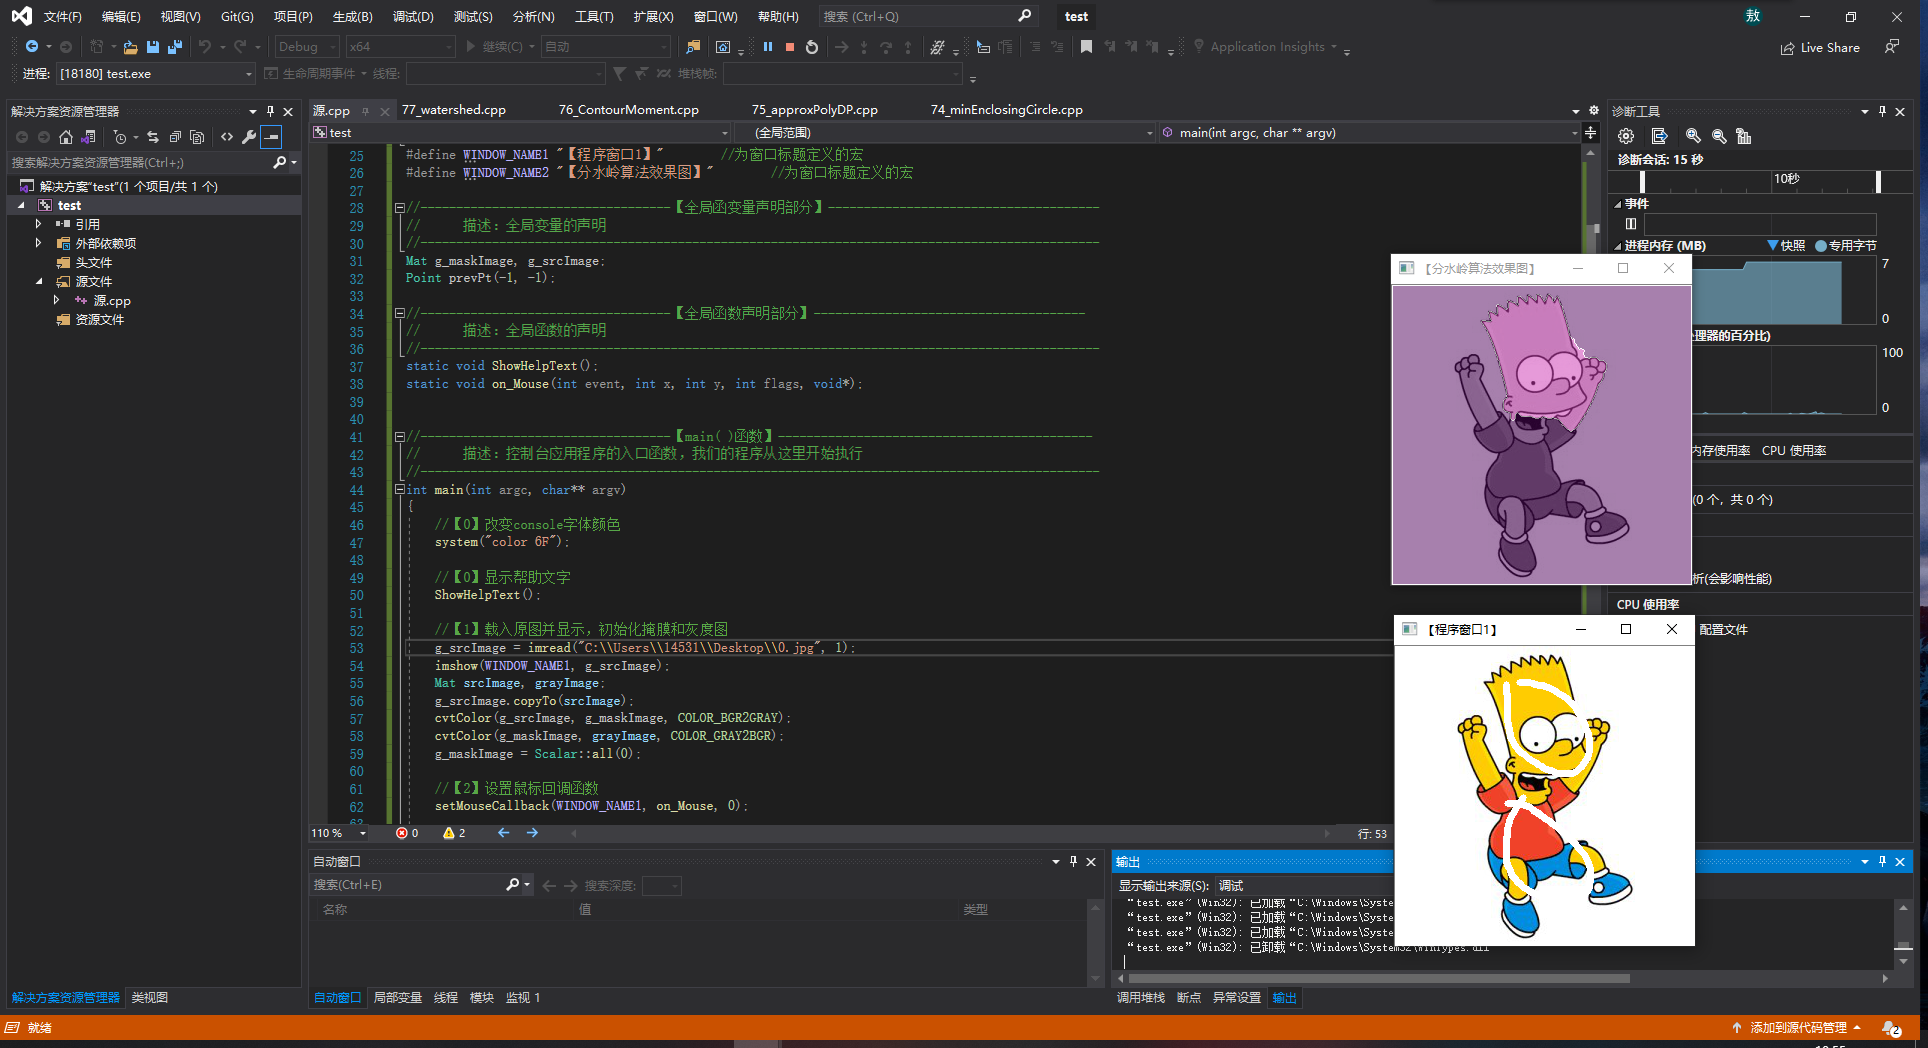 文件(F) 编辑(E) 视图(V) Git(G) 项目(P) 生成(B) 调试(D) 测试(S) 分析(N) 工具(T) 扩展(X) 窗口(W) 帮助(H) 搜索 (Ctrl+Q) test 敖
Debug x64 继续(C) 自动 Application Insights Live Share
进程: [18180] test.exe 生命周期事件 线程: 堆栈帧:
解决方案资源管理器
搜索解决方案资源管理器(Ctrl+;)
解决方案"test"(1 个项目/共 1 个)
test
引用
外部依赖项
头文件
源文件
源.cpp
资源文件
解决方案资源管理器 类视图
源.cpp 77_watershed.cpp 76_ContourMoment.cpp 75_approxPolyDP.cpp 74_minEnclosingCircle.cpp
test (全局范围) main(int argc, char ** argv)
25 #define WINDOW_NAME1 "【程序窗口1】" //为窗口标题定义的宏
26 #define WINDOW_NAME2 "【分水岭算法效果图】" //为窗口标题定义的宏
27
28 //-----------------------------------【全局函变量声明部分】--------------------------------------
29 // 描述：全局变量的声明
30 //-----------------------------------------------------------------------------------------------
31 Mat g_maskImage, g_srcImage;
32 Point prevPt(-1, -1);
33
34 //-----------------------------------【全局函数声明部分】--------------------------------------
35 // 描述：全局函数的声明
36 //-----------------------------------------------------------------------------------------------
37 static void ShowHelpText();
38 static void on_Mouse(int event, int x, int y, int flags, void*);
39
40
41 //-----------------------------------【main( )函数】--------------------------------------------
42 // 描述：控制台应用程序的入口函数，我们的程序从这里开始执行
43 //-----------------------------------------------------------------------------------------------
44 int main(int argc, char** argv)
45 {
46 //【0】改变console字体颜色
47 system("color 6F");
48
49 //【0】显示帮助文字
50 ShowHelpText();
51
52 //【1】载入原图并显示，初始化掩膜和灰度图
53 g_srcImage = imread("C:\\Users\\14531\\Desktop\\0.jpg", 1);
54 imshow(WINDOW_NAME1, g_srcImage);
55 Mat srcImage, grayImage;
56 g_srcImage.copyTo(srcImage);
57 cvtColor(g_srcImage, g_maskImage, COLOR_BGR2GRAY);
58 cvtColor(g_maskImage, grayImage, COLOR_GRAY2BGR);
59 g_maskImage = Scalar::all(0);
60
61 //【2】设置鼠标回调函数
62 setMouseCallback(WINDOW_NAME1, on_Mouse, 0);
110 % 0 2 行: 53
自动窗口
搜索(Ctrl+E) 搜索深度:
名称 值 类型
自动窗口 局部变量 线程 模块 监视 1
诊断工具
诊断会话: 15 秒
10秒
事件
进程内存 (MB) 快照 专用字节
7
0
理器的百分比)
100
0
内存使用率 CPU 使用率
(0 个，共 0 个)
析(会影响性能)
CPU 使用率
配置文件
【分水岭算法效果图】
【程序窗口1】
输出
显示输出来源(S): 调试
“test.exe”(Win32): 已加载“C:\Windows\Syste
“test.exe”(Win32): 已加载“C:\Windows\Syste
“test.exe”(Win32): 已加载“C:\Windows\Syste
“test.exe”(Win32): 已卸载“C:\Windows\System32\WinTypes.dll
调用堆栈 断点 异常设置 输出
就绪 添加到源代码管理 2